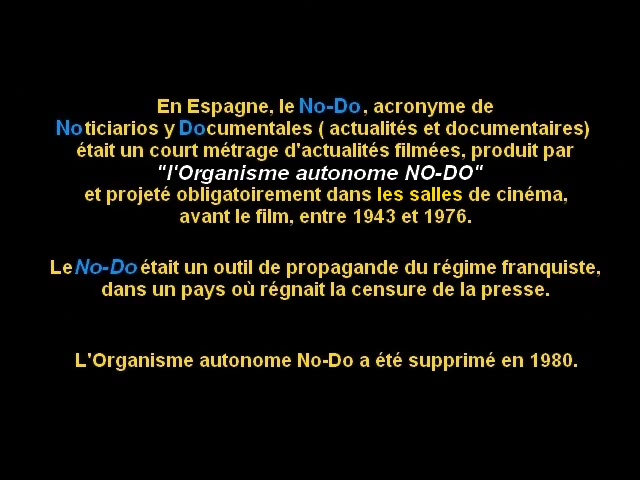 En Espagne, le No-Do, acronyme de
Noticiarios y Documentales ( actualités et documentaires)
était un court métrage d'actualités filmées, produit par
"l'Organisme autonome NO-DO"
et projeté obligatoirement dans les salles de cinéma,
avant le film, entre 1943 et 1976.
Le No-Do était un outil de propagande du régime franquiste,
dans un pays où régnait la censure de la presse.
L'Organisme autonome No-Do a été supprimé en 1980.